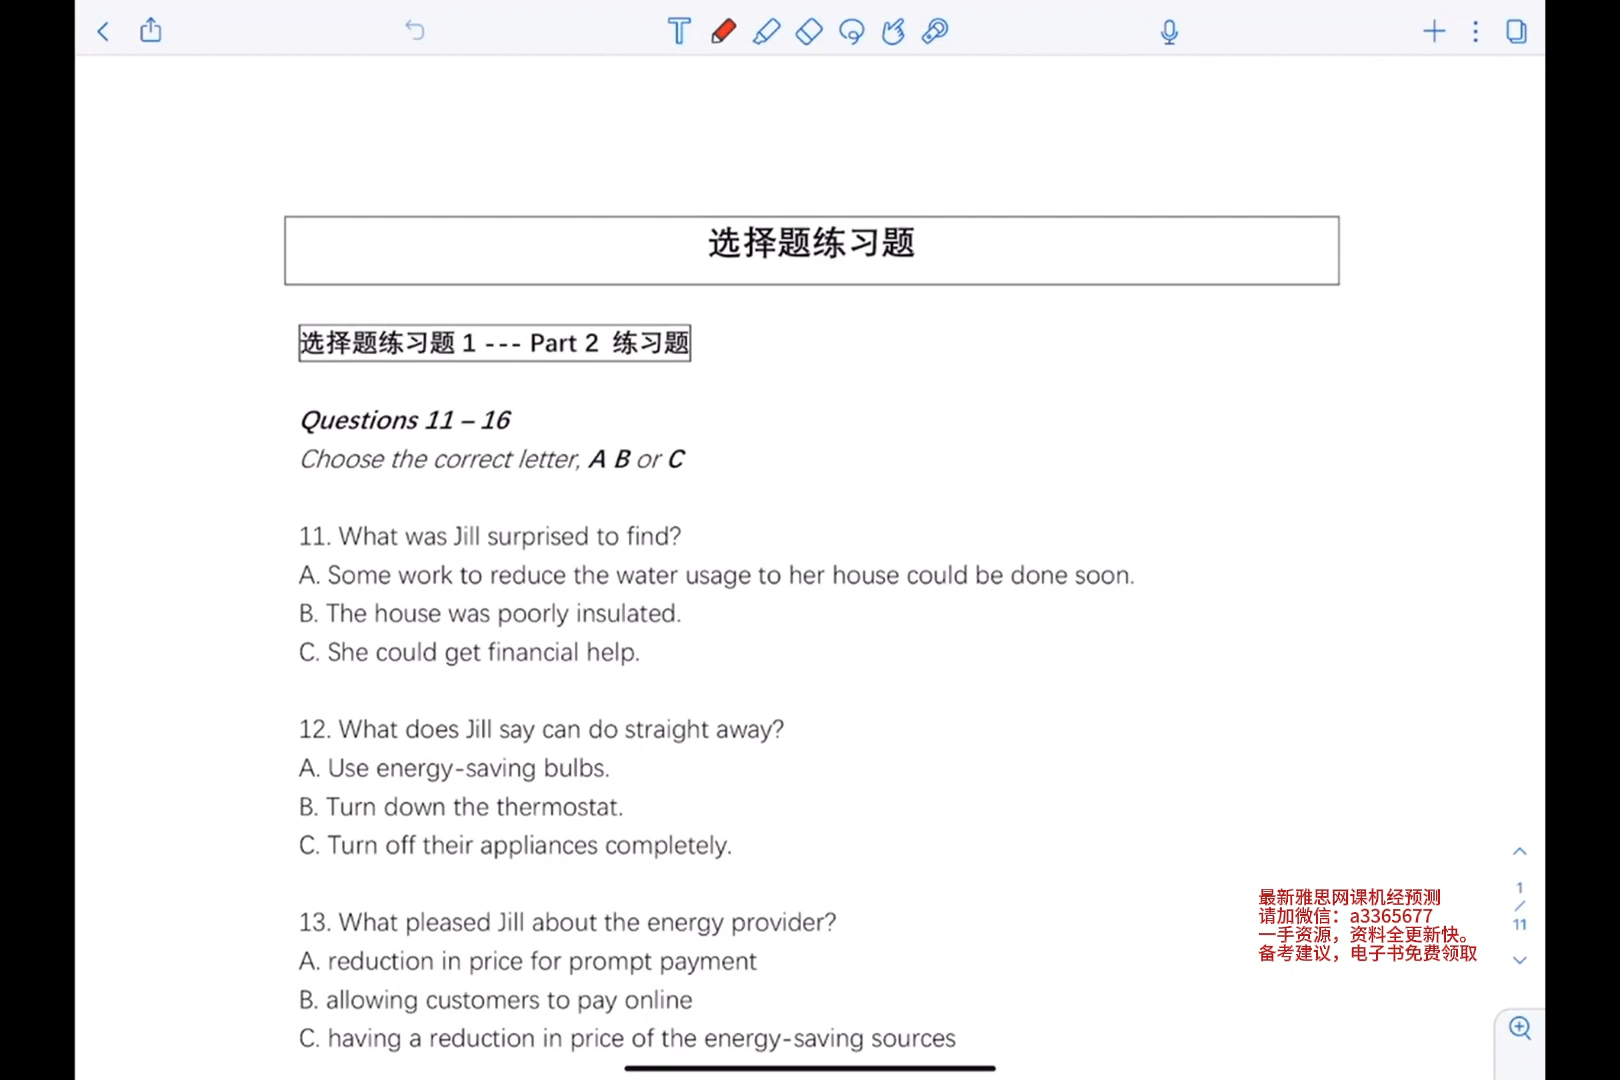 选择题练习题
选择题练习题 1 --- Part 2 练习题
Questions 11 – 16
Choose the correct letter, A B or C
11. What was Jill surprised to find?
A. Some work to reduce the water usage to her house could be done soon.
B. The house was poorly insulated.
C. She could get financial help.
12. What does Jill say can do straight away?
A. Use energy-saving bulbs.
B. Turn down the thermostat.
C. Turn off their appliances completely.
13. What pleased Jill about the energy provider?
A. reduction in price for prompt payment
B. allowing customers to pay online
C. having a reduction in price of the energy-saving sources
最新雅思网课机经预测
请加微信：a3365677
一手资源，资料全更新快。
备考建议，电子书免费领取
1
/
11